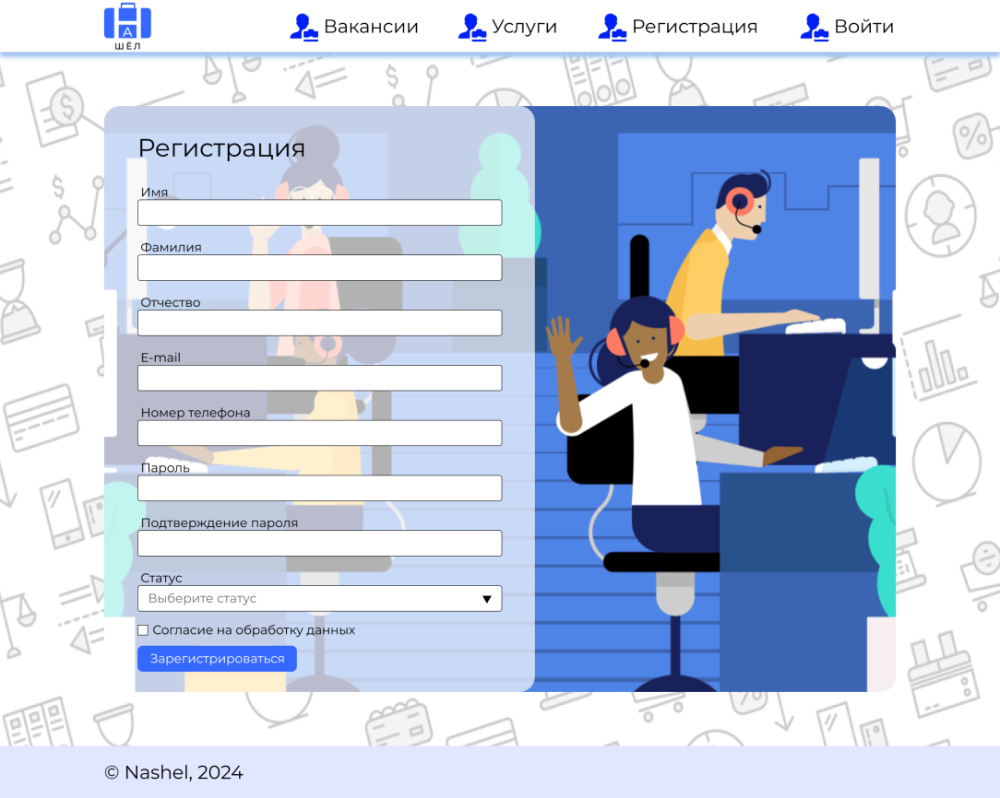 А
ШЁЛ
Вакансии
Услуги
Регистрация
Войти
Регистрация
Имя
Фамилия
Отчество
E-mail
Номер телефона
Пароль
Подтверждение пароля
Статус
Выберите статус
Согласие на обработку данных
Зарегистрироваться
© Nashel, 2024